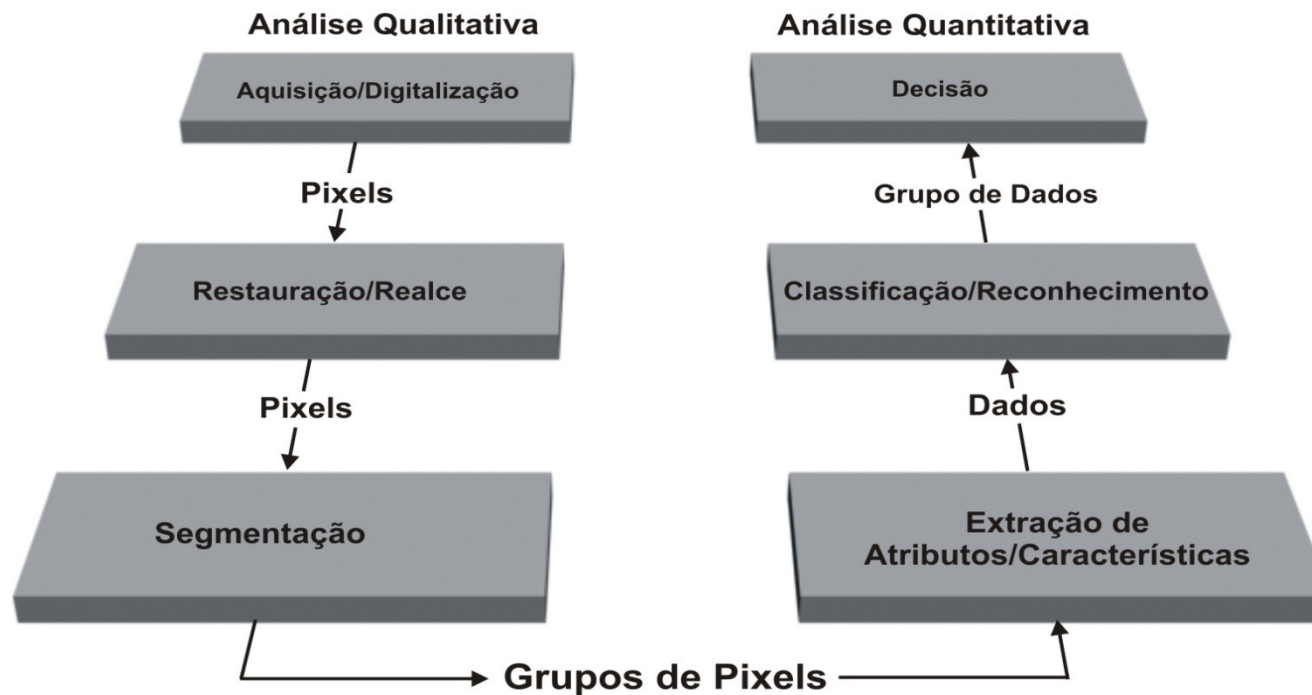 Análise Qualitativa
Aquisição/Digitalização
Pixels
Restauração/Realce
Pixels
Segmentação
Grupos de Pixels
Análise Quantitativa
Decisão
Grupo de Dados
Classificação/Reconhecimento
Dados
Extração de
Atributos/Característísticas